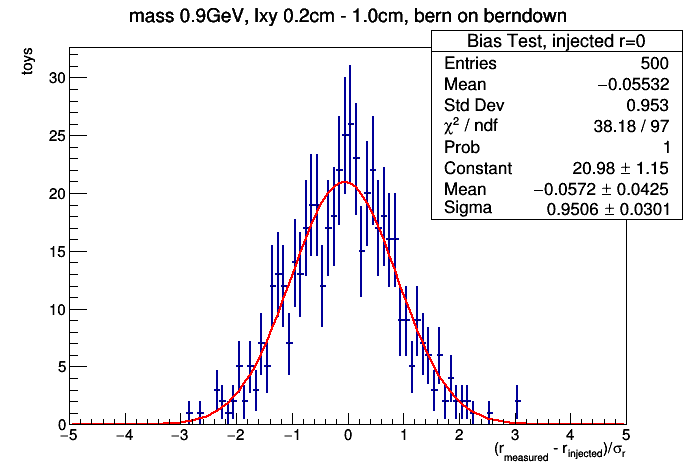 mass 0.9GeV, lxy 0.2cm - 1.0cm, bern on berndown
Bias Test, injected r=0
Entries 500
Mean −0.05532
Std Dev 0.953
χ² / ndf 38.18 / 97
Prob 1
Constant 20.98 ± 1.15
Mean −0.0572 ± 0.0425
Sigma 0.9506 ± 0.0301
toys
30
25
20
15
10
5
0
−5 −4 −3 −2 −1 0 1 2 3 4 5
(r_measured - r_injected)/σ_r